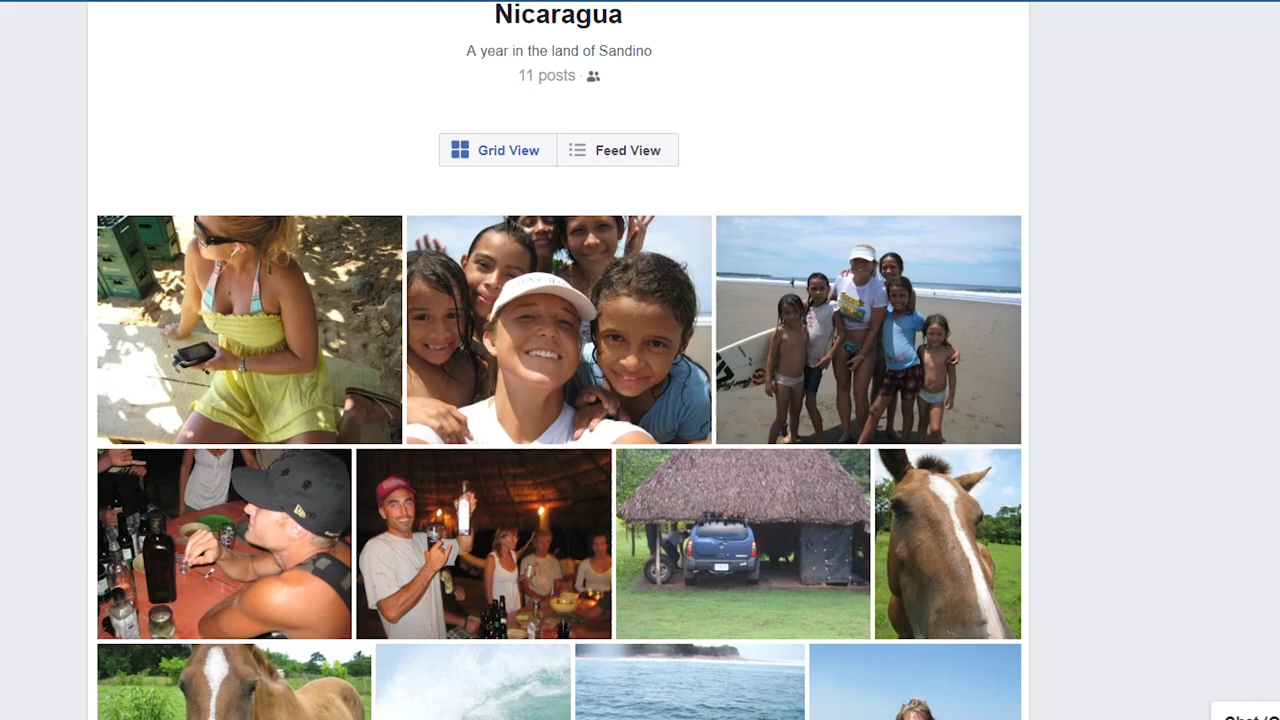 Nicaragua
A year in the land of Sandino
11 posts ·
Grid View
Feed View